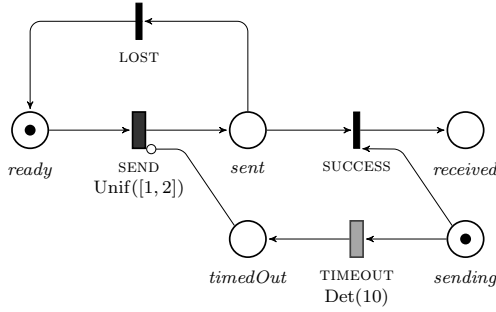 LOST
ready
SEND
Unif([1, 2])
sent
SUCCESS
received
timedOut
TIMEOUT
Det(10)
sending